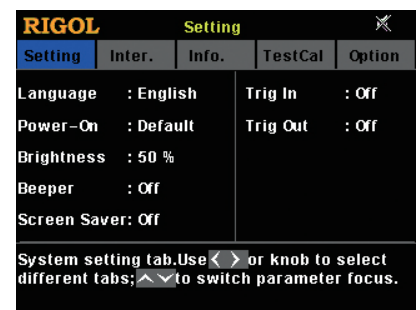 RIGOL Setting
Setting Inter. Info. TestCal Option
Language : English Trig In : Off
Power-On : Default Trig Out : Off
Brightness : 50 %
Beeper : Off
Screen Saver: Off
System setting tab.Use < > or knob to select
different tabs; ︿﹀ to switch parameter focus.